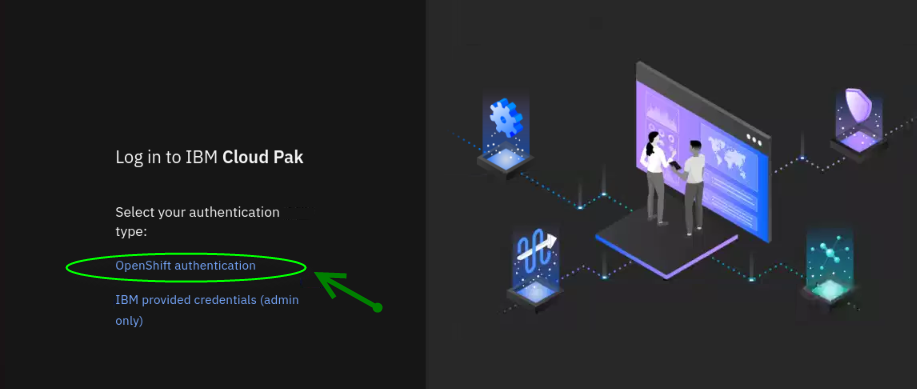 Log in to IBM Cloud Pak
Select your authentication
type:
OpenShift authentication
IBM provided credentials (admin
only)